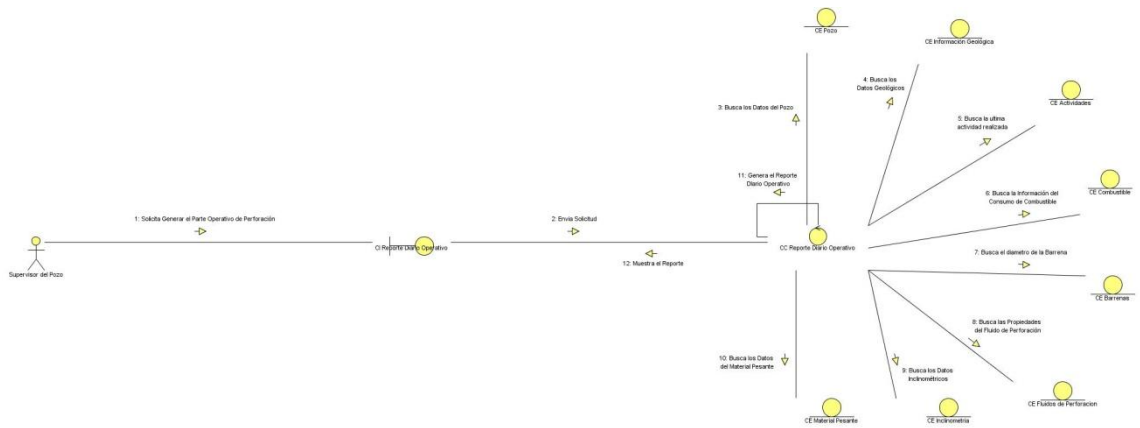 CE Pozo
CE Información Geológica
4: Busca los
Datos Geológicos
3: Busca los Datos del Pozo
CE Actividades
5: Busca la ultima
actividad realizada
11: Genera el Reporte
Diario Operativo
CE Combustible
6: Busca la Información del
Consumo de Combustible
1: Solicita Generar el Parte Operativo de Perforación
2: Envia Solicitud
CI Reporte Diario Operativo
CC Reporte Diario Operativo
7: Busca el diametro de la Barrena
12: Muestra el Reporte
Supervisor del Pozo
CE Barrenas
8: Busca las Propiedades
del Fluido de Perforación
10: Busca los Datos
del Material Pesante
9: Busca los Datos
Inclinométricos
CE Fluidos de Perforacion
CE Material Pesante
CE Inclinometria